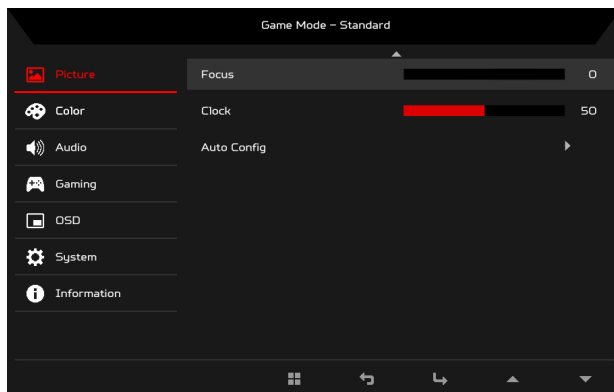 Game Mode – Standard
Picture
Focus 0
Color
Clock 50
Audio
Auto Config
Gaming
OSD
System
Information